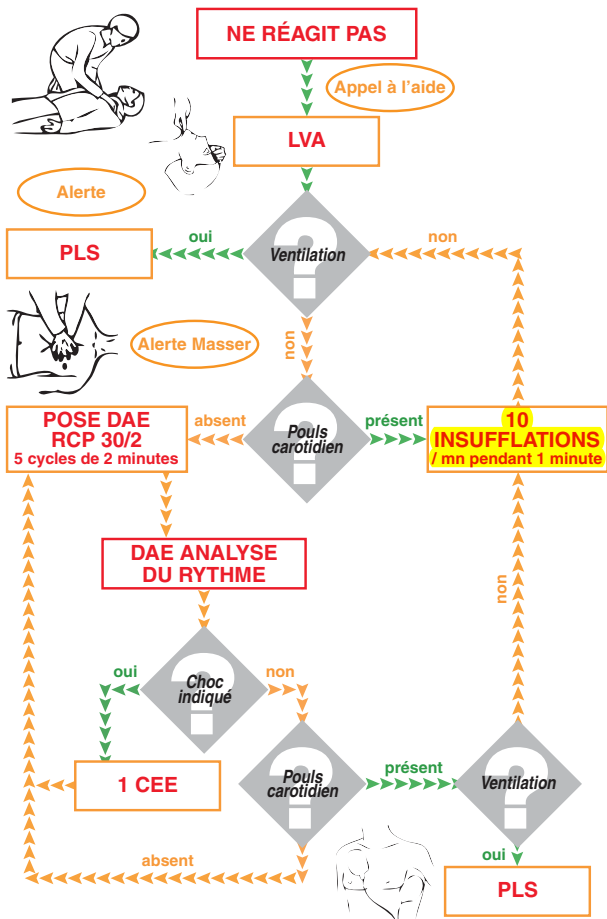 NE RÉAGIT PAS
Appel à l'aide
LVA
Alerte
oui
non
PLS
Ventilation
?
Alerte Masser
non
POSE DAE
RCP 30/2
5 cycles de 2 minutes
absent
Pouls
carotidien
?
présent
10
INSUFFLATIONS
/ mn pendant 1 minute
DAE ANALYSE
DU RYTHME
non
oui
Choc
indiqué
?
non
1 CEE
Pouls
carotidien
?
présent
Ventilation
?
absent
oui
PLS